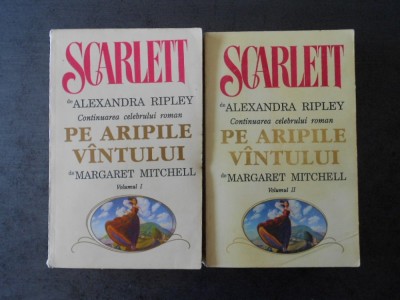 SCARLETT
de ALEXANDRA RIPLEY
Continuarea celebrului roman
PE ARIPILE
VÎNTULUI
de MARGARET MITCHELL
Volumul I
SCARLETT
de ALEXANDRA RIPLEY
Continuarea celebrului roman
PE ARIPILE
VÎNTULUI
de MARGARET MITCHELL
Volumul II